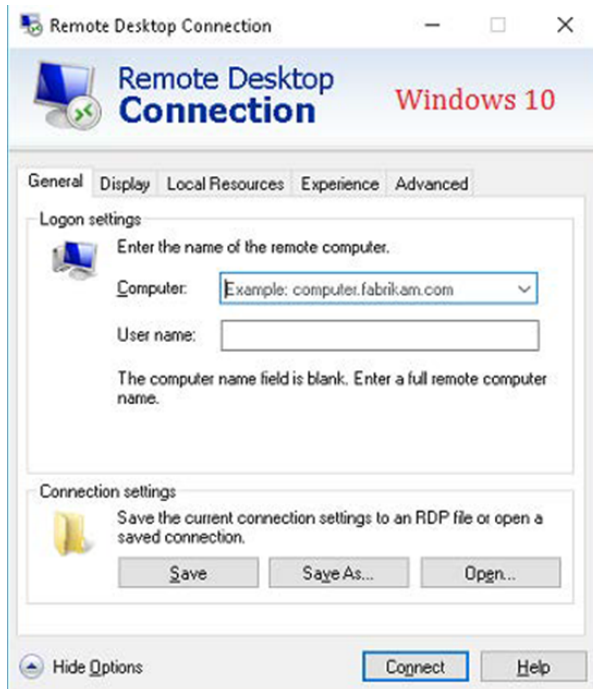 Remote Desktop Connection
Remote Desktop
Connection
Windows 10
General Display Local Resources Experience Advanced
Logon settings
Enter the name of the remote computer.
Computer: Example: computer.fabrikam.com
User name:
The computer name field is blank. Enter a full remote computer
name.
Connection settings
Save the current connection settings to an RDP file or open a
saved connection.
Save Save As... Open...
Hide Options Connect Help